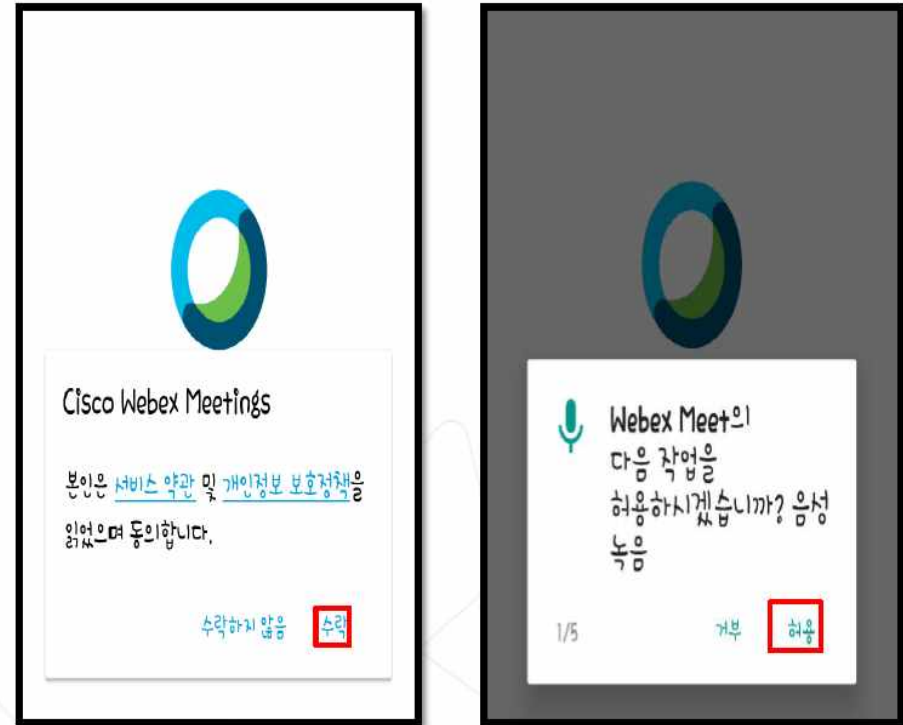 Cisco Webex Meetings
본인은 서비스 약관 및 개인정보 보호정책을
읽었으며 동의합니다.
수락하지 않음 수락
Webex Meet의
다음 작업을
허용하시겠습니까? 음성
녹음
1/5 거부 허용